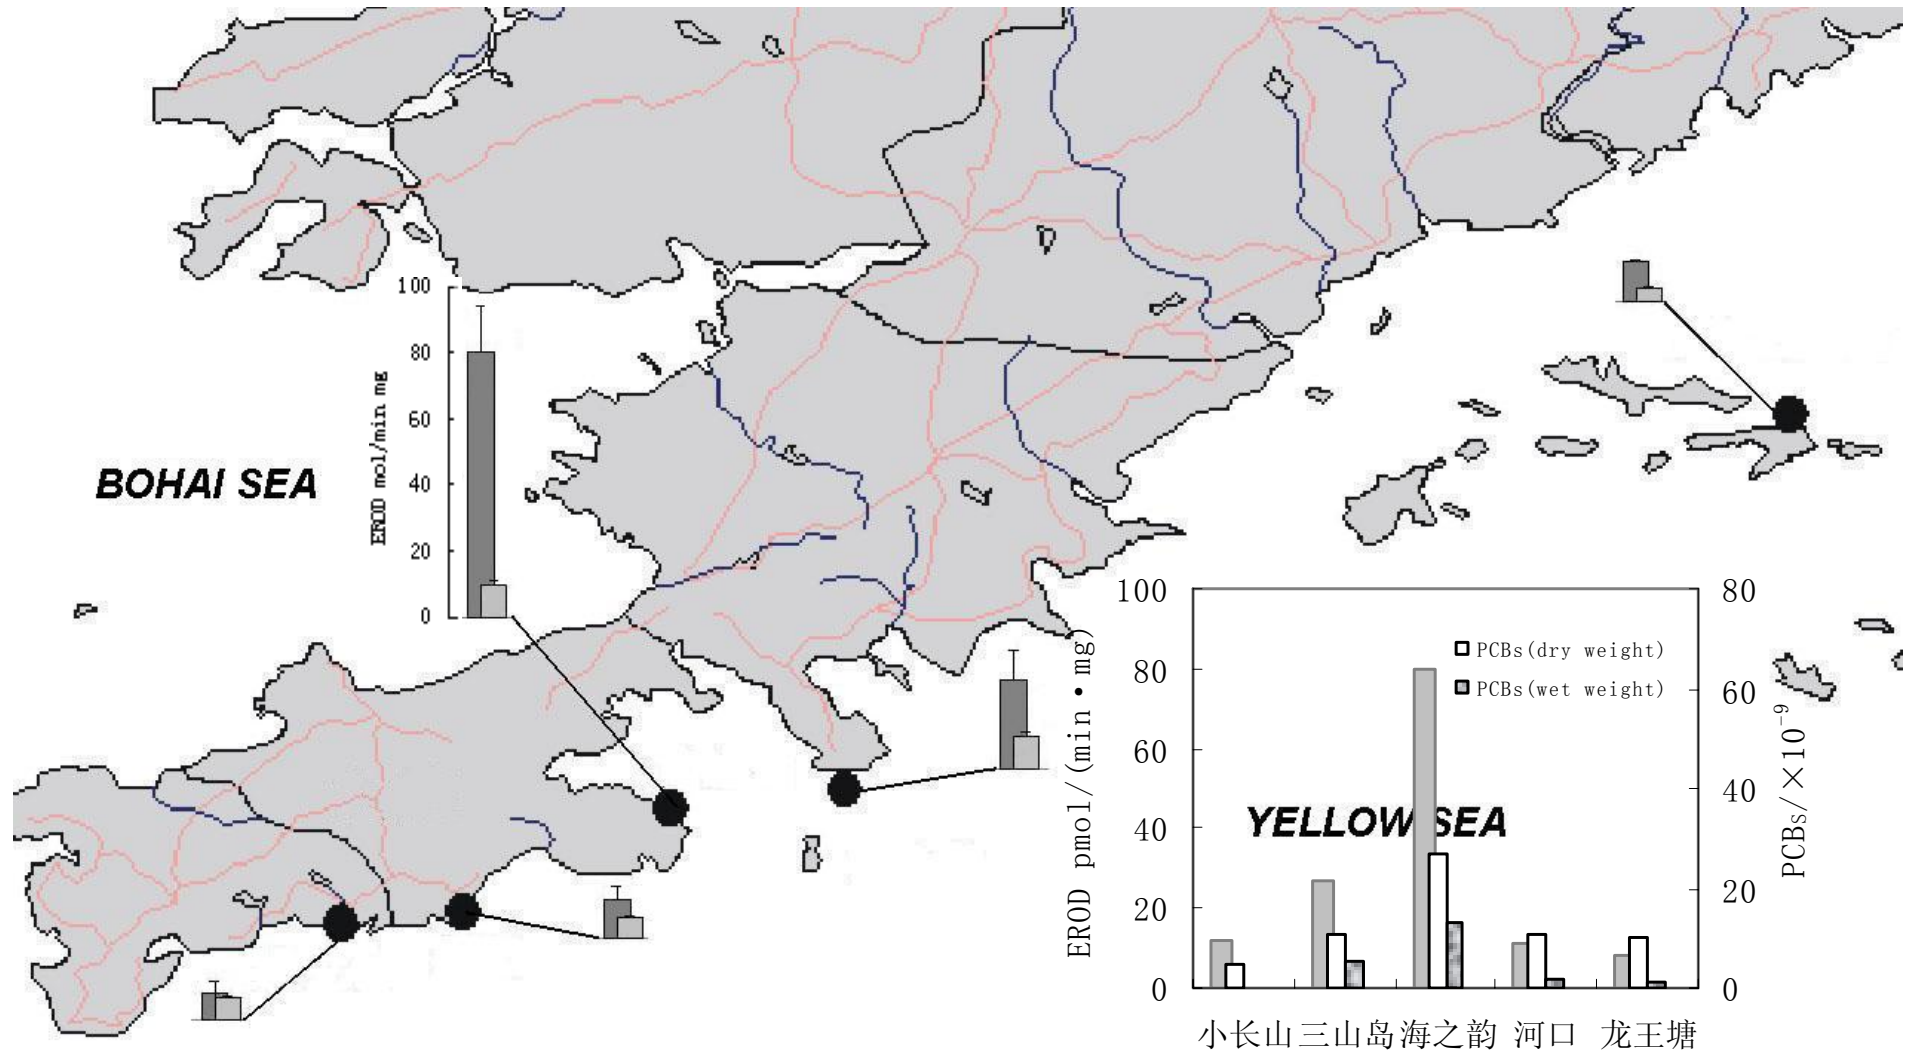 100
80
60
40
20
0
EROD mol/min mg
BOHAI SEA
YELLOW SEA
100
80
60
40
20
0
EROD pmol/(min·mg)
PCBs(dry weight)
PCBs(wet weight)
80
60
40
20
0
PCBs/×10⁻⁹
小长山 三山岛 海之韵 河口 龙王塘